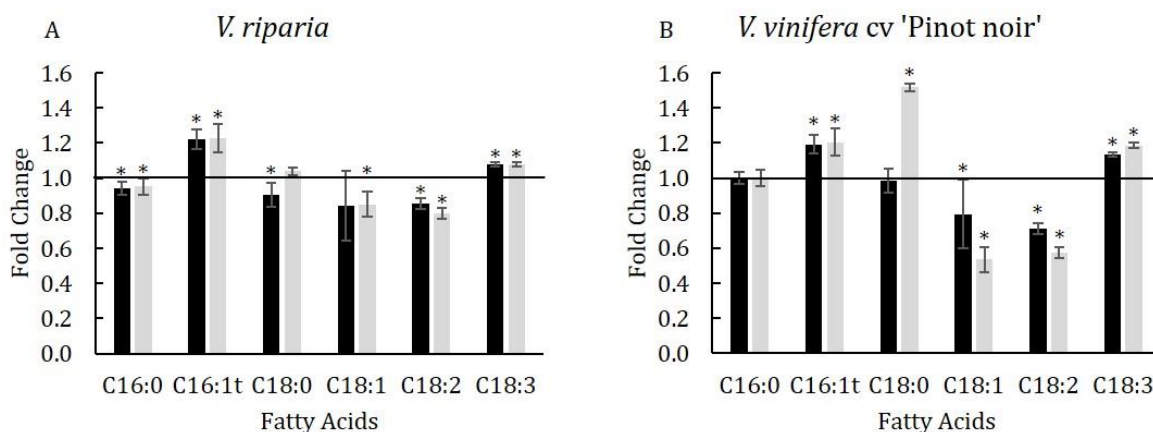 A V. riparia
Fold Change
1.6
1.4
1.2
1.0
0.8
0.6
0.4
0.2
0.0
* * * * * * * * * *
C16:0 C16:1t C18:0 C18:1 C18:2 C18:3
Fatty Acids
B V. vinifera cv 'Pinot noir'
Fold Change
1.6
1.4
1.2
1.0
0.8
0.6
0.4
0.2
0.0
* * * * * * * * *
C16:0 C16:1t C18:0 C18:1 C18:2 C18:3
Fatty Acids